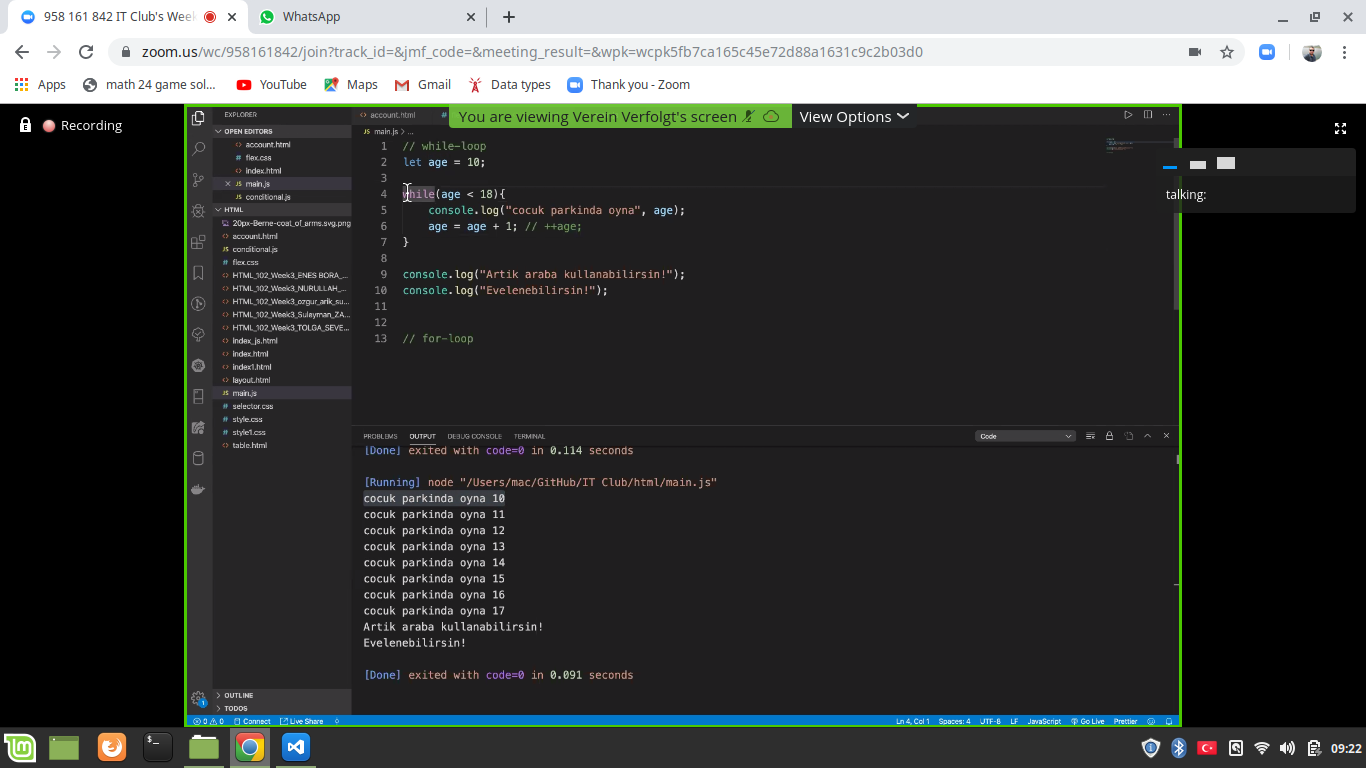 958 161 842 IT Club's Wee
WhatsApp
zoom.us/wc/958161842/join?track_id=&jmf_code=&meeting_result=&wpk=wcpk5fb7ca165c45e72d88a1631c9c2b03d0
Apps
math 24 game sol...
YouTube
Maps
Gmail
Data types
Thank you - Zoom
Recording
You are viewing Verein Verfolgt's screen
View Options
talking:
EXPLORER
OPEN EDITORS
account.html
flex.css
index.html
main.js
conditional.js
HTML
20px-Berne-coat_of_arms.svg.png
account.html
conditional.js
flex.css
HTML_102_Week3_ENES BORA_...
HTML_102_Week3_NURULLAH_...
HTML_102_Week3_ozgur_arik_su...
HTML_102_Week3_Suleyman_ZA...
HTML_102_Week3_TOLGA_SEVE...
index_js.html
index.html
index1.html
layout.html
main.js
selector.css
style.css
style1.css
table.html
OUTLINE
TODOS
account.html
main.js > ...
1 // while-loop
2 let age = 10;
3
4 while(age < 18){
5 console.log("cocuk parkinda oyna", age);
6 age = age + 1; // ++age;
7 }
8
9 console.log("Artik araba kullanabilirsin!");
10 console.log("Evelenebilirsin!");
11
12
13 // for-loop
PROBLEMS OUTPUT DEBUG CONSOLE TERMINAL
Code
[Done] exited with code=0 in 0.114 seconds
[Running] node "/Users/mac/GitHub/IT Club/html/main.js"
cocuk parkinda oyna 10
cocuk parkinda oyna 11
cocuk parkinda oyna 12
cocuk parkinda oyna 13
cocuk parkinda oyna 14
cocuk parkinda oyna 15
cocuk parkinda oyna 16
cocuk parkinda oyna 17
Artik araba kullanabilirsin!
Evelenebilirsin!
[Done] exited with code=0 in 0.091 seconds
0 0 Connect Live Share
Ln 4, Col 1 Spaces: 4 UTF-8 LF JavaScript Go Live Prettier
09:22